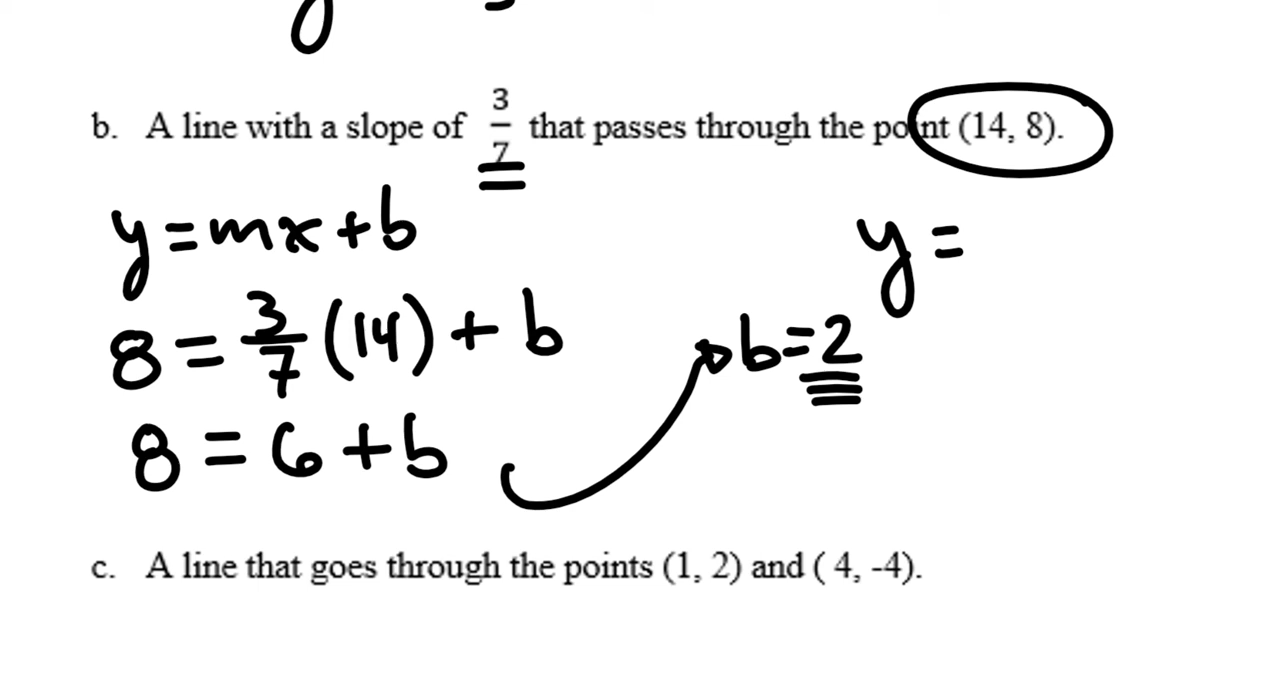 b. A line with a slope of 3/7 that passes through the point (14, 8).
y=mx+b
y=
8=3/7(14)+b
b=2
8=6+b
c. A line that goes through the points (1, 2) and ( 4, -4).